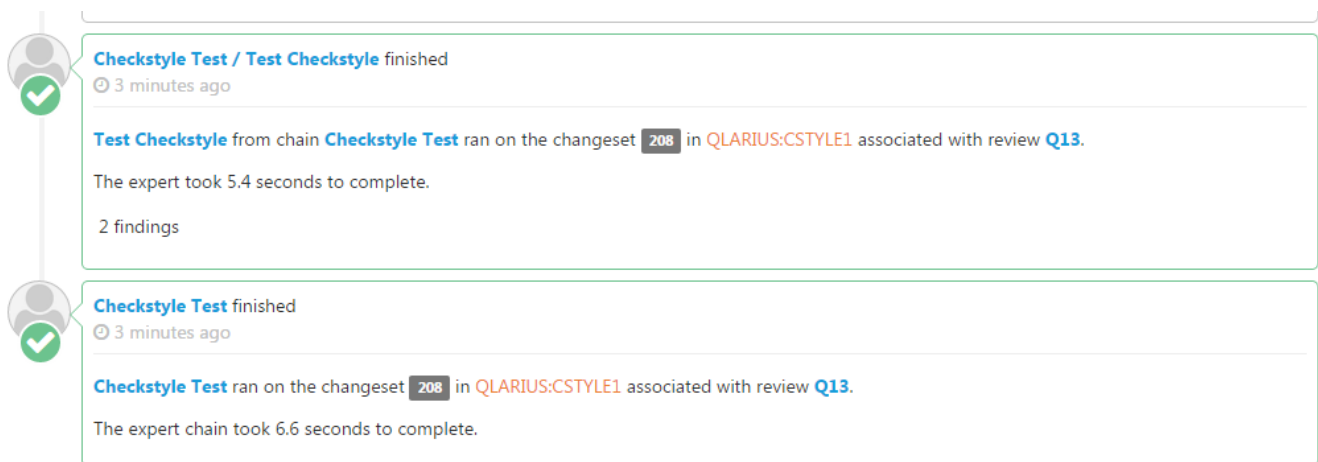 Checkstyle Test / Test Checkstyle finished
3 minutes ago
Test Checkstyle from chain Checkstyle Test ran on the changeset 208 in QLARIUS:CSTYLE1 associated with review Q13.
The expert took 5.4 seconds to complete.
2 findings
Checkstyle Test finished
3 minutes ago
Checkstyle Test ran on the changeset 208 in QLARIUS:CSTYLE1 associated with review Q13.
The expert chain took 6.6 seconds to complete.